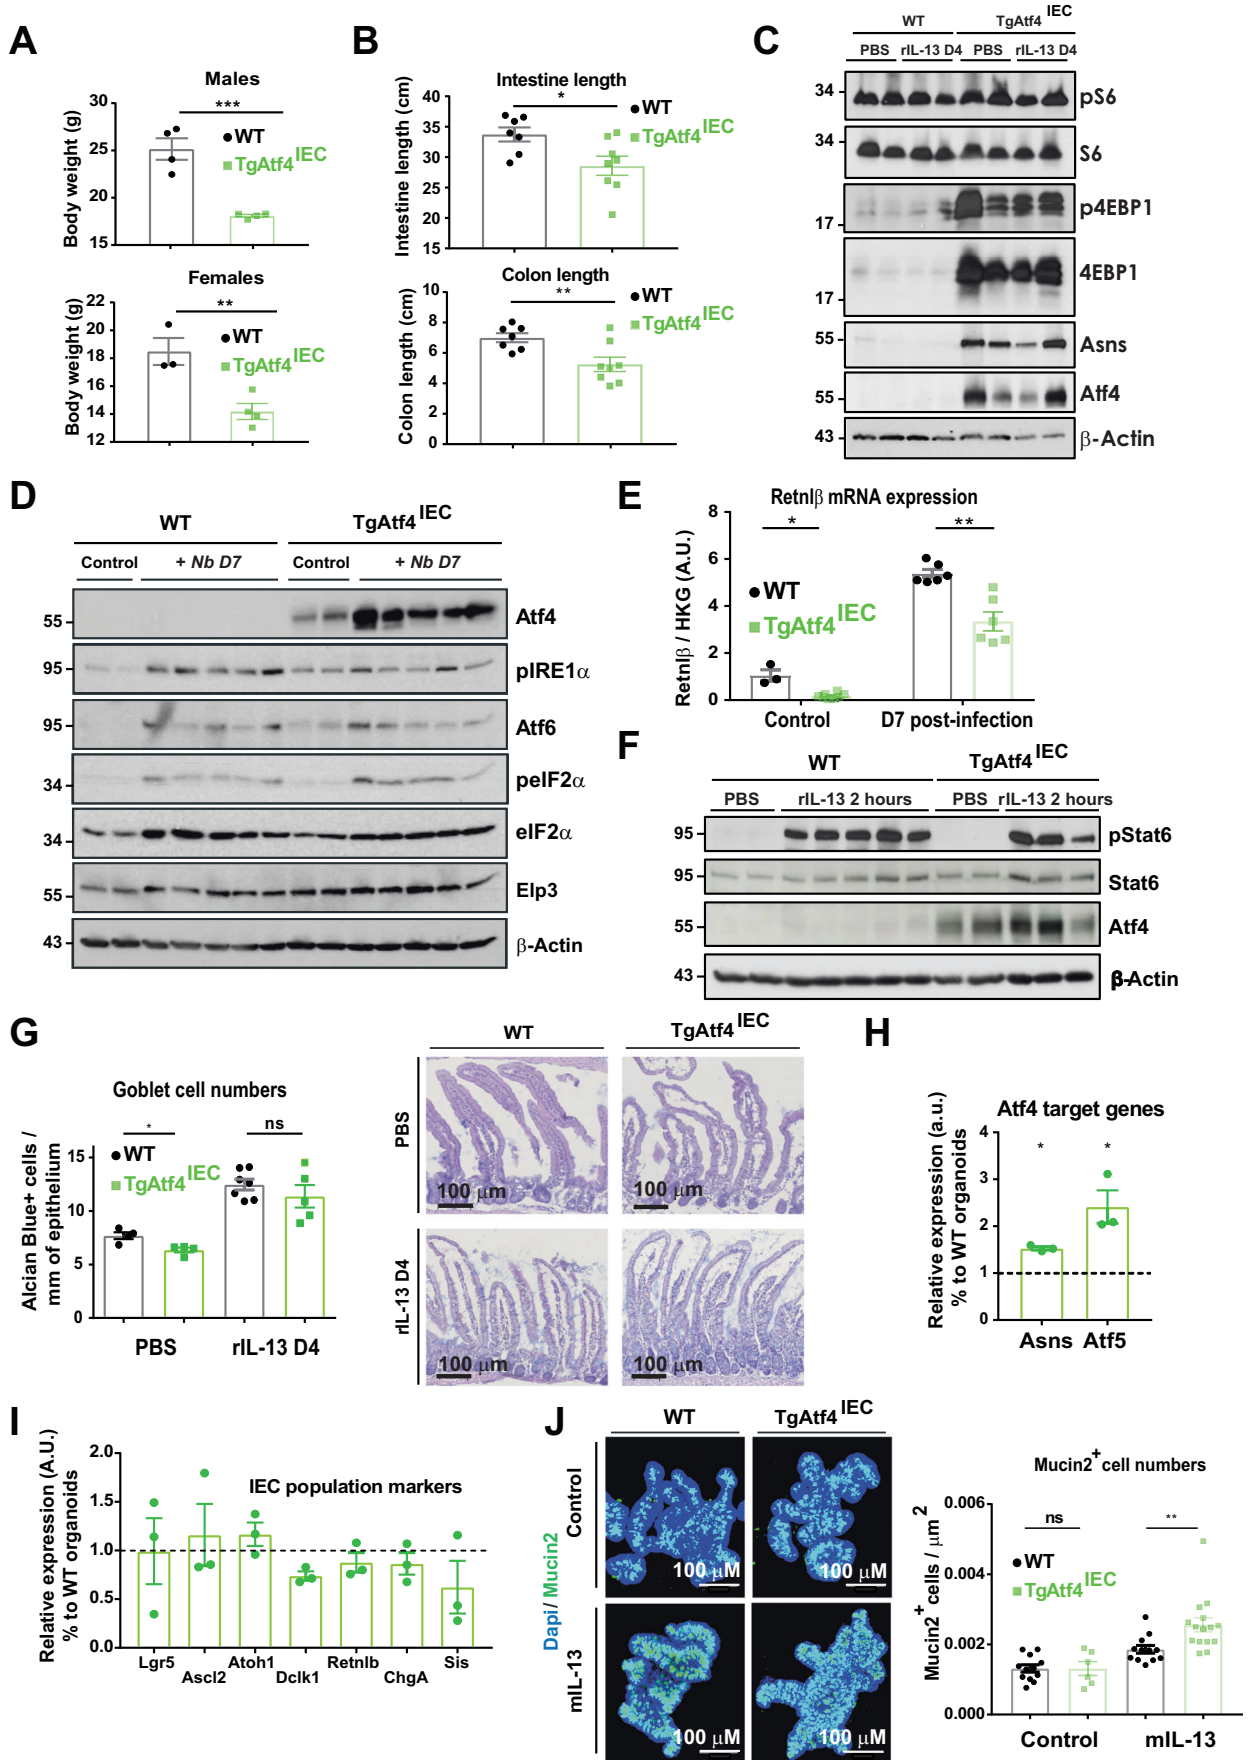 A
Males
***
Body weight (g)
30
25
20
15
WT
TgAtf4IEC
Females
**
Body weight (g)
22
20
18
16
14
12
WT
TgAtf4IEC
B
Intestine length
*
Intestine length (cm)
40
35
30
25
20
15
WT
TgAtf4IEC
Colon length
**
Colon length (cm)
10
8
6
4
2
0
WT
TgAtf4IEC
C
WT TgAtf4IEC
PBS rIL-13 D4 PBS rIL-13 D4
34 pS6
34 S6
17 p4EBP1
17 4EBP1
55 Asns
55 Atf4
43 β-Actin
D
WT TgAtf4IEC
Control + Nb D7 Control + Nb D7
55 Atf4
95 pIRE1α
95 Atf6
34 peIF2α
34 eIF2α
55 Elp3
43 β-Actin
E
Retnlβ mRNA expression
* **
Retnlβ / HKG (A.U.)
8
6
4
2
0
WT
TgAtf4IEC
Control D7 post-infection
F
WT TgAtf4IEC
PBS rIL-13 2 hours PBS rIL-13 2 hours
95 pStat6
95 Stat6
55 Atf4
43 β-Actin
G
Goblet cell numbers
* ns
Alcian Blue+ cells /
mm of epithelium
15
10
5
0
WT
TgAtf4IEC
PBS rIL-13 D4
WT TgAtf4IEC
PBS
100 μm 100 μm
rIL-13 D4
100 μm 100 μm
H
Atf4 target genes
* *
Relative expression (a.u.)
% to WT organoids
4
3
2
1
0
Asns Atf5
I
IEC population markers
Relative expression (A.U.)
% to WT organoids
2.0
1.5
1.0
0.5
0.0
Lgr5 Ascl2 Atoh1 Dclk1 Retnlb ChgA Sis
J
WT TgAtf4IEC
Dapi/ Mucin2
Control
100 μM 100 μM
mIL-13
100 μM 100 μM
Mucin2+ cell numbers
ns **
Mucin2+ cells / μm2
0.006
0.004
0.002
0.000
WT
TgAtf4IEC
Control mIL-13